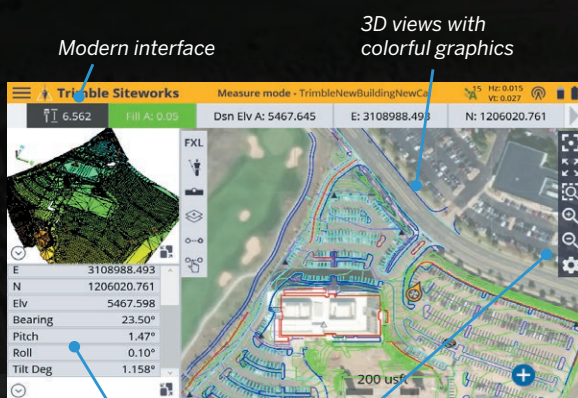 Modern interface
3D views with
colorful graphics
Trimble Siteworks
Measure mode - TrimbleNewBuildingNewCa
15 Hz: 0.015
Vt: 0.027
6.562
Fill A: 0.05
Dsn Elv A: 5467.645
E: 3108988.493
N: 1206020.761
FXL
E 3108988.493
N 1206020.761
Elv 5467.598
Bearing 23.50°
Pitch 1.47°
Roll 0.10°
Tilt Deg 1.158°
200 usft